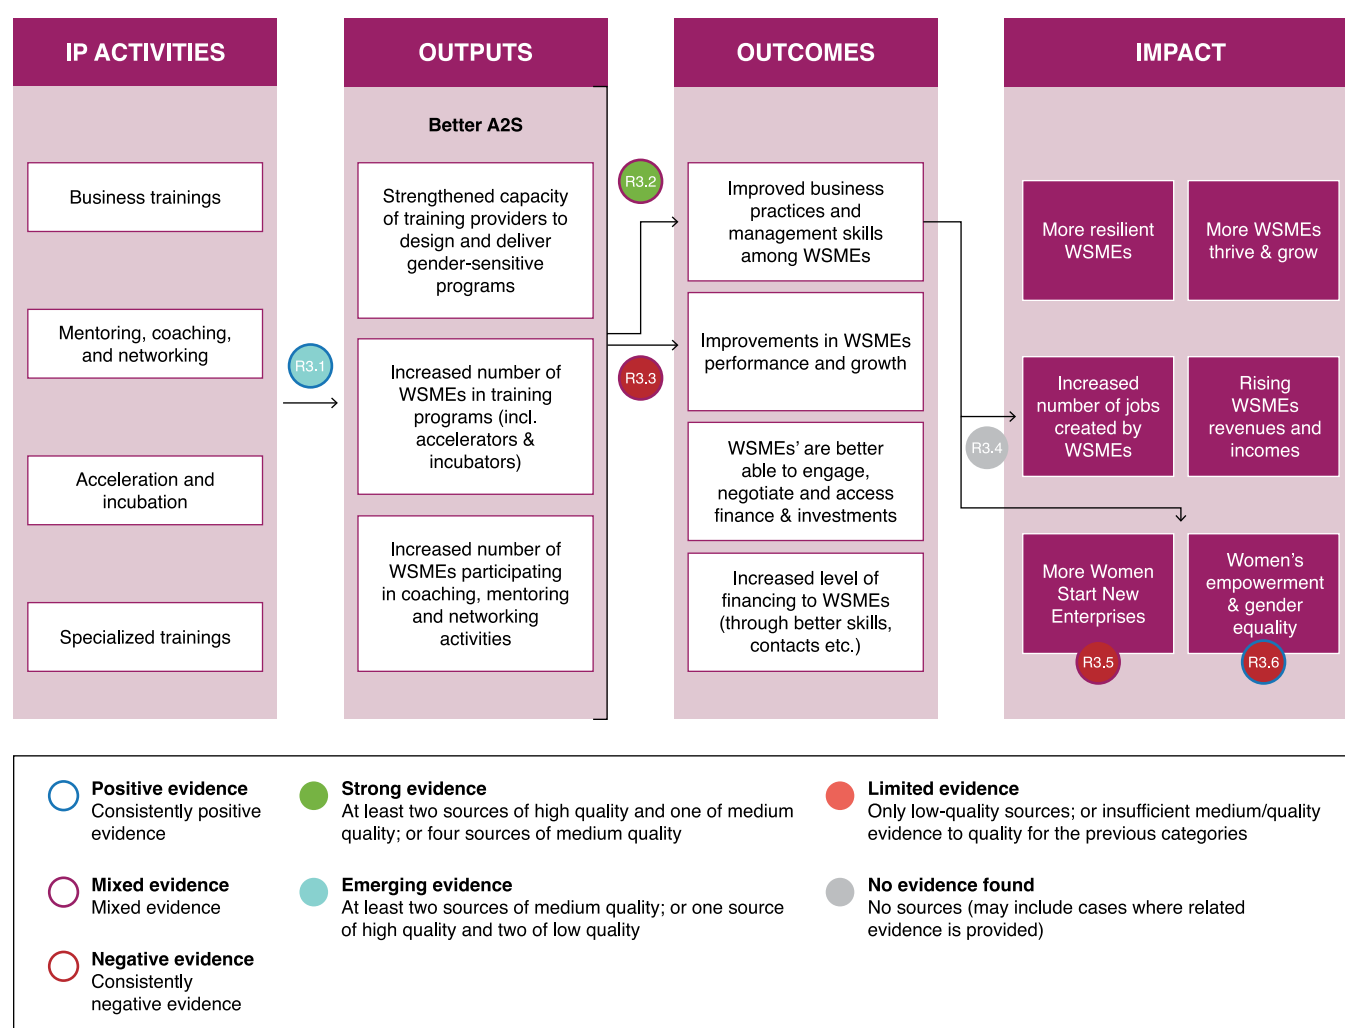 IP ACTIVITIES
OUTPUTS
OUTCOMES
IMPACT
Business trainings
Mentoring, coaching,
and networking
Acceleration and
incubation
Specialized trainings
R3.1
Better A2S
Strengthened capacity
of training providers to
design and deliver
gender-sensitive
programs
Increased number of
WSMEs in training
programs (incl.
accelerators &
incubators)
Increased number of
WSMEs participating
in coaching, mentoring
and networking
activities
R3.2
R3.3
Improved business
practices and
management skills
among WSMEs
Improvements in WSMEs
performance and growth
WSMEs’ are better
able to engage,
negotiate and access
finance & investments
Increased level of
financing to WSMEs
(through better skills,
contacts etc.)
R3.4
More resilient
WSMEs
More WSMEs
thrive & grow
Increased
number of jobs
created by
WSMEs
Rising
WSMEs
revenues and
incomes
More Women
Start New
Enterprises
R3.5
Women’s
empowerment
& gender
equality
R3.6
Positive evidence
Consistently positive
evidence
Mixed evidence
Mixed evidence
Negative evidence
Consistently
negative evidence
Strong evidence
At least two sources of high quality and one of medium
quality; or four sources of medium quality
Emerging evidence
At least two sources of medium quality; or one source
of high quality and two of low quality
Limited evidence
Only low-quality sources; or insufficient medium/quality
evidence to quality for the previous categories
No evidence found
No sources (may include cases where related
evidence is provided)